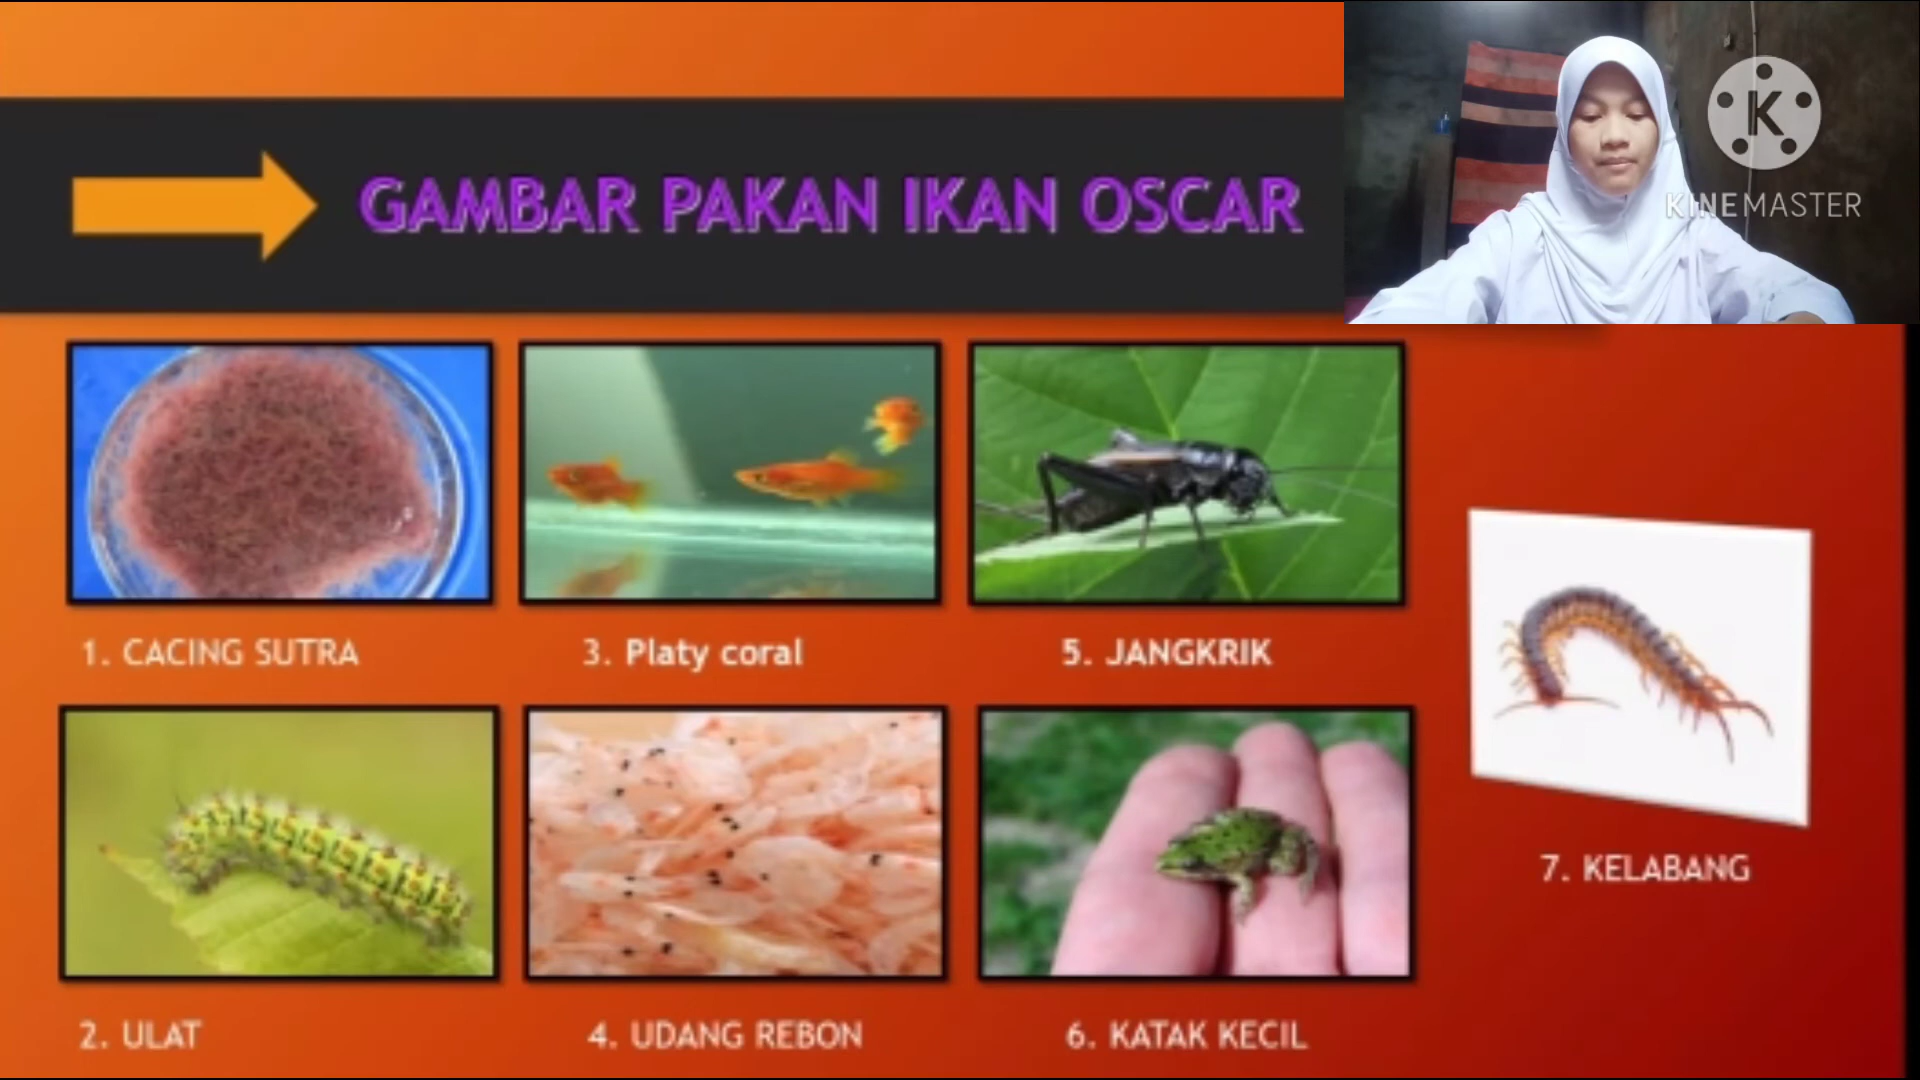 GAMBAR PAKAN IKAN OSCAR
K
KINEMASTER
1. CACING SUTRA
3. Platy coral
5. JANGKRIK
7. KELABANG
2. ULAT
4. UDANG REBON
6. KATAK KECIL